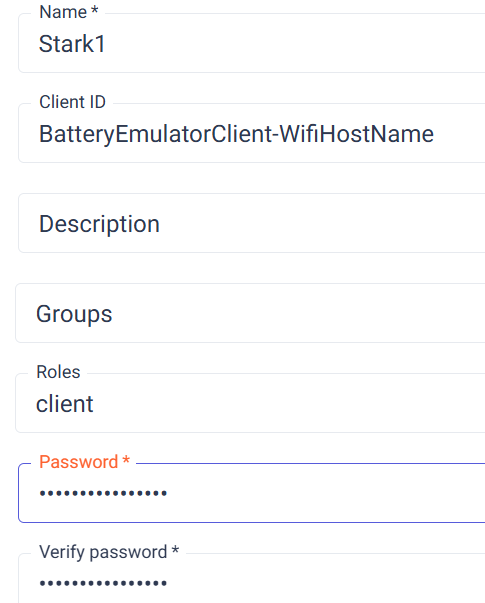 Name *
Stark1
Client ID
BatteryEmulatorClient-WifiHostName
Description
Groups
Roles
client
Password *
••••••••••••••••
Verify password *
••••••••••••••••